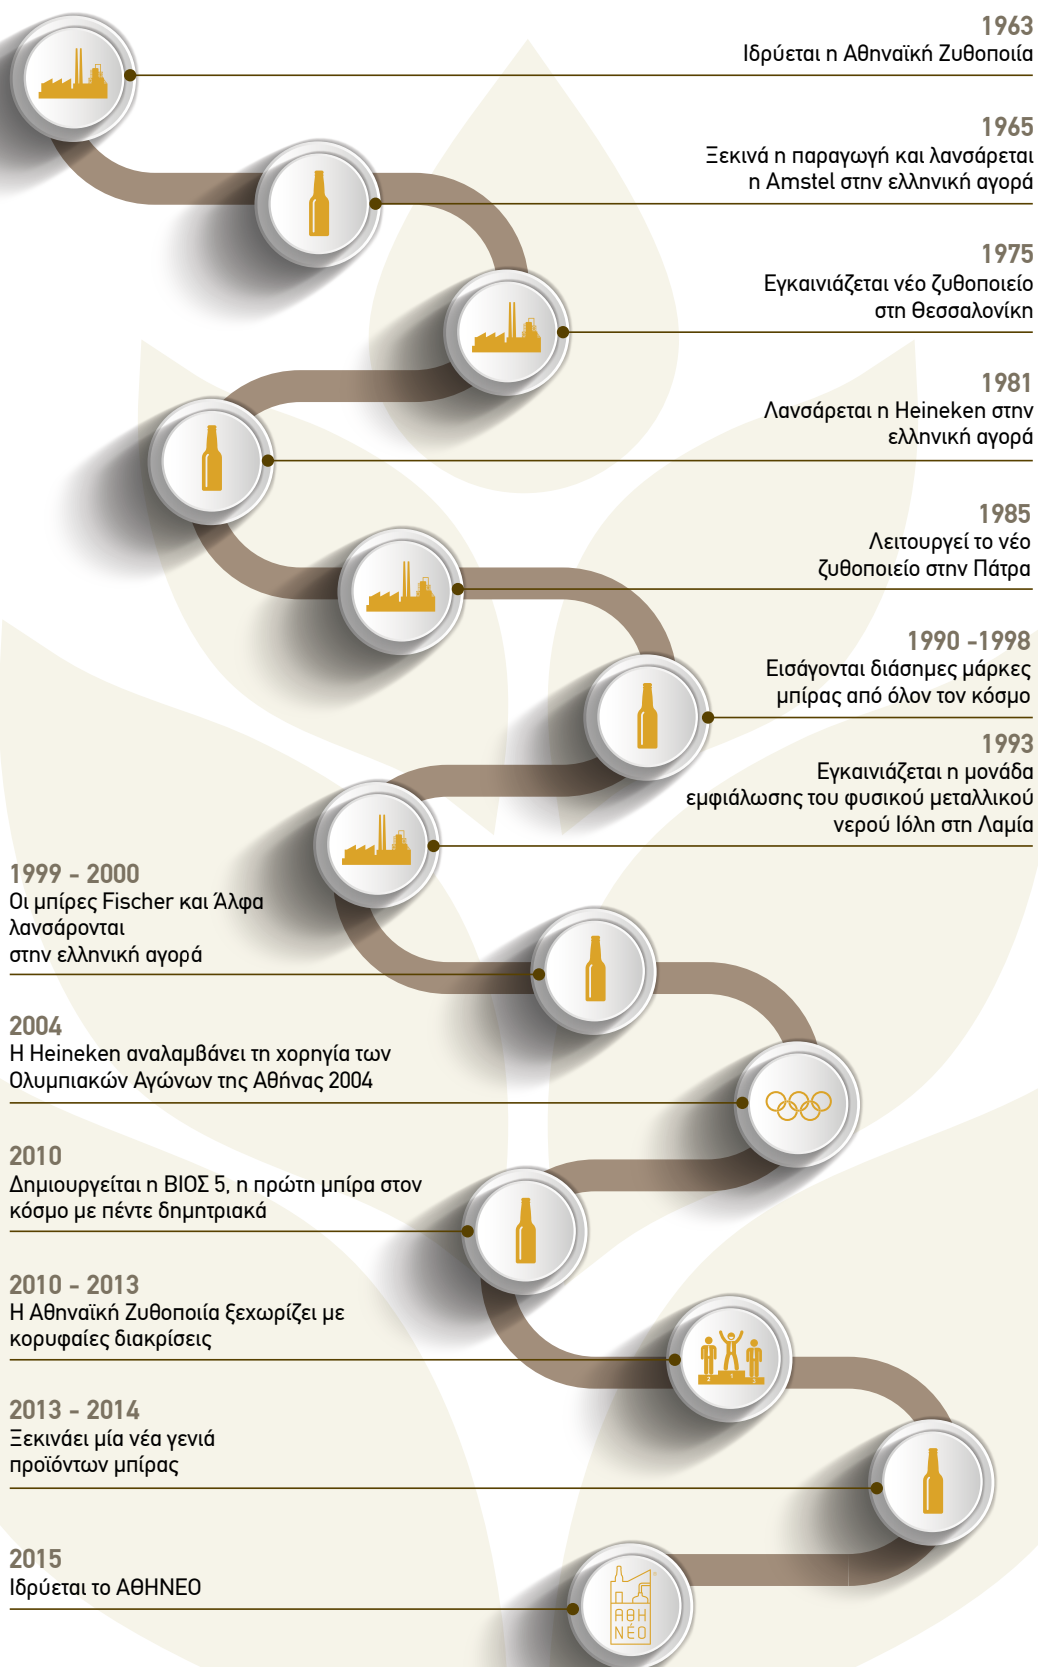 1963
Ιδρύεται η Αθηναϊκή Ζυθοποιία
1965
Ξεκινά η παραγωγή και λανσάρεται
η Amstel στην ελληνική αγορά
1975
Εγκαινιάζεται νέο ζυθοποιείο
στη Θεσσαλονίκη
1981
Λανσάρεται η Heineken στην
ελληνική αγορά
1985
Λειτουργεί το νέο
ζυθοποιείο στην Πάτρα
1990 -1998
Εισάγονται διάσημες μάρκες
μπίρας από όλον τον κόσμο
1993
Εγκαινιάζεται η μονάδα
εμφιάλωσης του φυσικού μεταλλικού
νερού Ιόλη στη Λαμία
1999 - 2000
Οι μπίρες Fischer και Άλφα
λανσάρονται
στην ελληνική αγορά
2004
Η Heineken αναλαμβάνει τη χορηγία των
Ολυμπιακών Αγώνων της Αθήνας 2004
2010
Δημιουργείται η ΒΙΟΣ 5, η πρώτη μπίρα στον
κόσμο με πέντε δημητριακά
2010 - 2013
Η Αθηναϊκή Ζυθοποιία ξεχωρίζει με
κορυφαίες διακρίσεις
2 1 3
2013 - 2014
Ξεκινάει μία νέα γενιά
προϊόντων μπίρας
2015
Ιδρύεται το ΑΘΗΝΕΟ
ΑΘΗ
ΝΕΟ